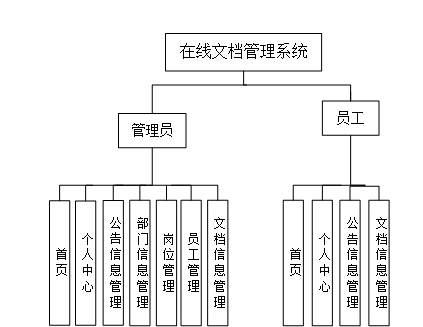 在线文档管理系统
管理员
员工
首页
个人中心
公告信息管理
部门信息管理
岗位管理
员工管理
文档信息管理
首页
个人中心
公告信息管理
文档信息管理